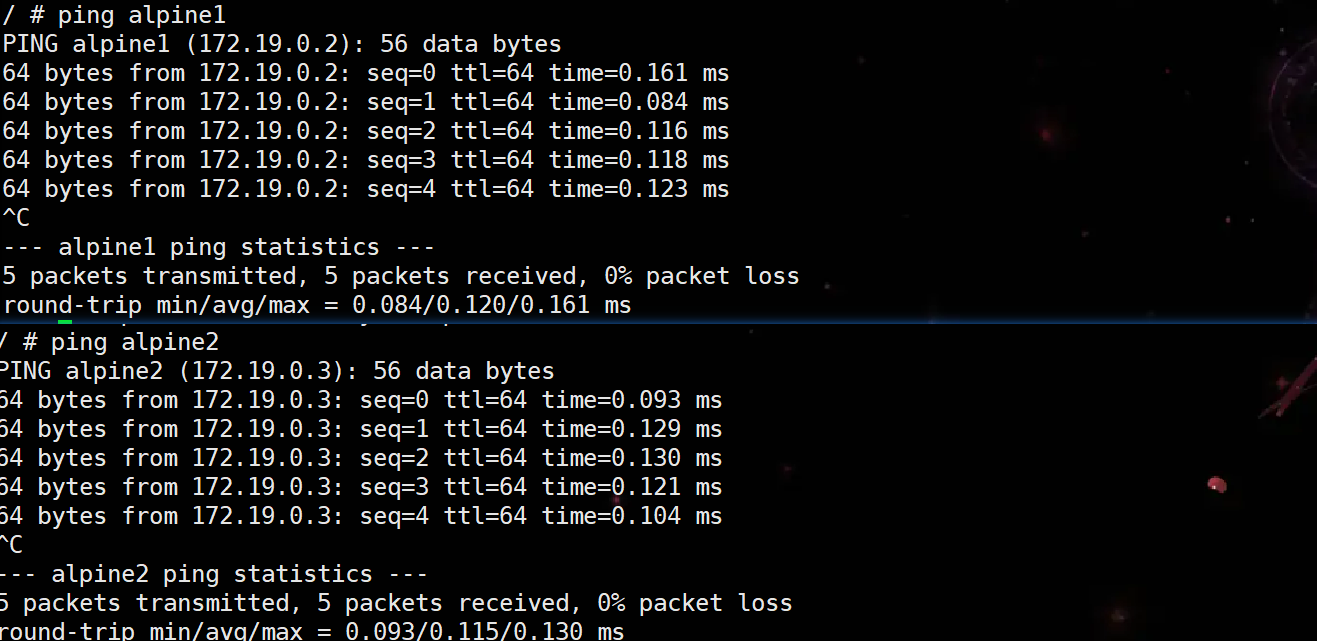 / # ping alpine1
PING alpine1 (172.19.0.2): 56 data bytes
64 bytes from 172.19.0.2: seq=0 ttl=64 time=0.161 ms
64 bytes from 172.19.0.2: seq=1 ttl=64 time=0.084 ms
64 bytes from 172.19.0.2: seq=2 ttl=64 time=0.116 ms
64 bytes from 172.19.0.2: seq=3 ttl=64 time=0.118 ms
64 bytes from 172.19.0.2: seq=4 ttl=64 time=0.123 ms
^C
--- alpine1 ping statistics ---
5 packets transmitted, 5 packets received, 0% packet loss
round-trip min/avg/max = 0.084/0.120/0.161 ms
/ # ping alpine2
PING alpine2 (172.19.0.3): 56 data bytes
64 bytes from 172.19.0.3: seq=0 ttl=64 time=0.093 ms
64 bytes from 172.19.0.3: seq=1 ttl=64 time=0.129 ms
64 bytes from 172.19.0.3: seq=2 ttl=64 time=0.130 ms
64 bytes from 172.19.0.3: seq=3 ttl=64 time=0.121 ms
64 bytes from 172.19.0.3: seq=4 ttl=64 time=0.104 ms
^C
--- alpine2 ping statistics ---
5 packets transmitted, 5 packets received, 0% packet loss
round-trip min/avg/max = 0.093/0.115/0.130 ms